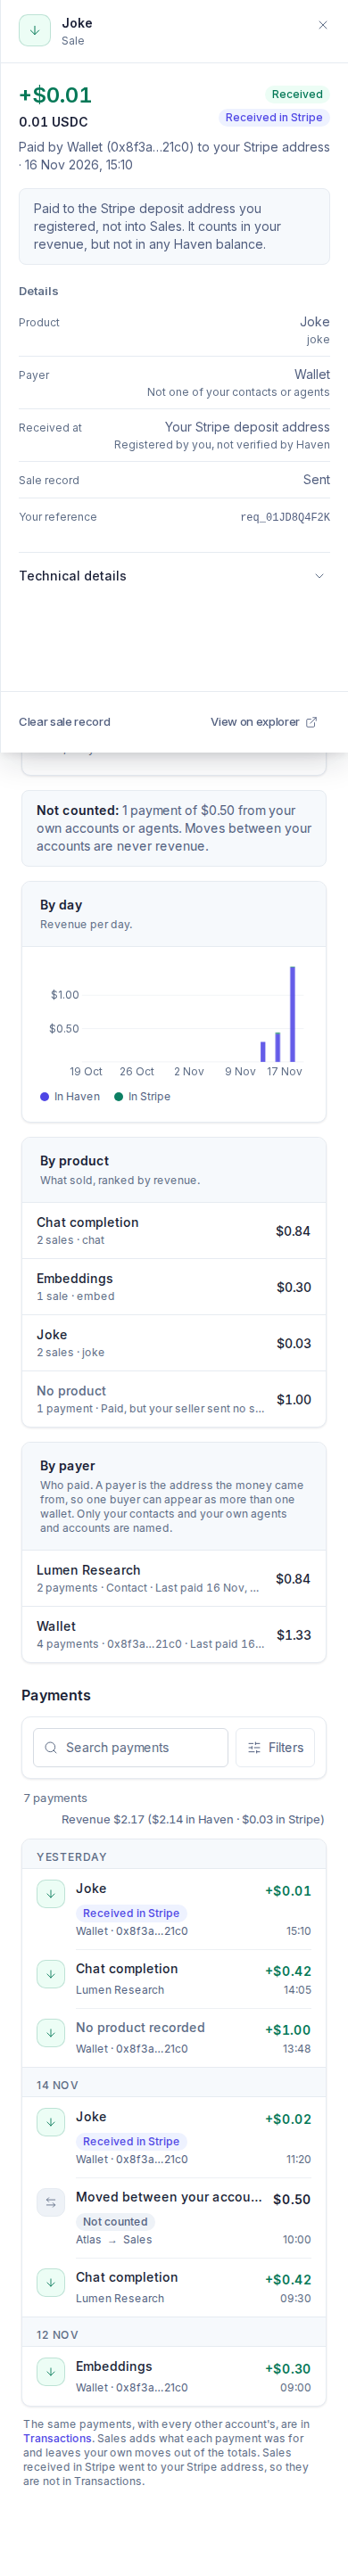 Joke
Sale
+$0.01
Received
0.01 USDC
Received in Stripe
Paid by Wallet (0x8f3a…21c0) to your Stripe address
· 16 Nov 2026, 15:10
Paid to the Stripe deposit address you
registered, not into Sales. It counts in your
revenue, but not in any Haven balance.
Details
Product
Joke
joke
Payer
Wallet
Not one of your contacts or agents
Received at
Your Stripe deposit address
Registered by you, not verified by Haven
Sale record
Sent
Your reference
req_01JD8Q4F2K
Technical details
Clear sale record
View on explorer
Not counted: 1 payment of $0.50 from your
own accounts or agents. Moves between your
accounts are never revenue.
By day
Revenue per day.
$1.00
$0.50
19 Oct 26 Oct 2 Nov 9 Nov 17 Nov
In Haven In Stripe
By product
What sold, ranked by revenue.
Chat completion
2 sales · chat
$0.84
Embeddings
1 sale · embed
$0.30
Joke
2 sales · joke
$0.03
No product
1 payment · Paid, but your seller sent no s…
$1.00
By payer
Who paid. A payer is the address the money came
from, so one buyer can appear as more than one
wallet. Only your contacts and your own agents
and accounts are named.
Lumen Research
2 payments · Contact · Last paid 16 Nov, …
$0.84
Wallet
4 payments · 0x8f3a…21c0 · Last paid 16…
$1.33
Payments
Search payments
Filters
7 payments
Revenue $2.17 ($2.14 in Haven · $0.03 in Stripe)
YESTERDAY
Joke
+$0.01
Received in Stripe
Wallet · 0x8f3a…21c0
15:10
Chat completion
+$0.42
Lumen Research
14:05
No product recorded
+$1.00
Wallet · 0x8f3a…21c0
13:48
14 NOV
Joke
+$0.02
Received in Stripe
Wallet · 0x8f3a…21c0
11:20
Moved between your accou…
$0.50
Not counted
Atlas → Sales
10:00
Chat completion
+$0.42
Lumen Research
09:30
12 NOV
Embeddings
+$0.30
Wallet · 0x8f3a…21c0
09:00
The same payments, with every other account's, are in
Transactions. Sales adds what each payment was for
and leaves your own moves out of the totals. Sales
received in Stripe went to your Stripe address, so they
are not in Transactions.